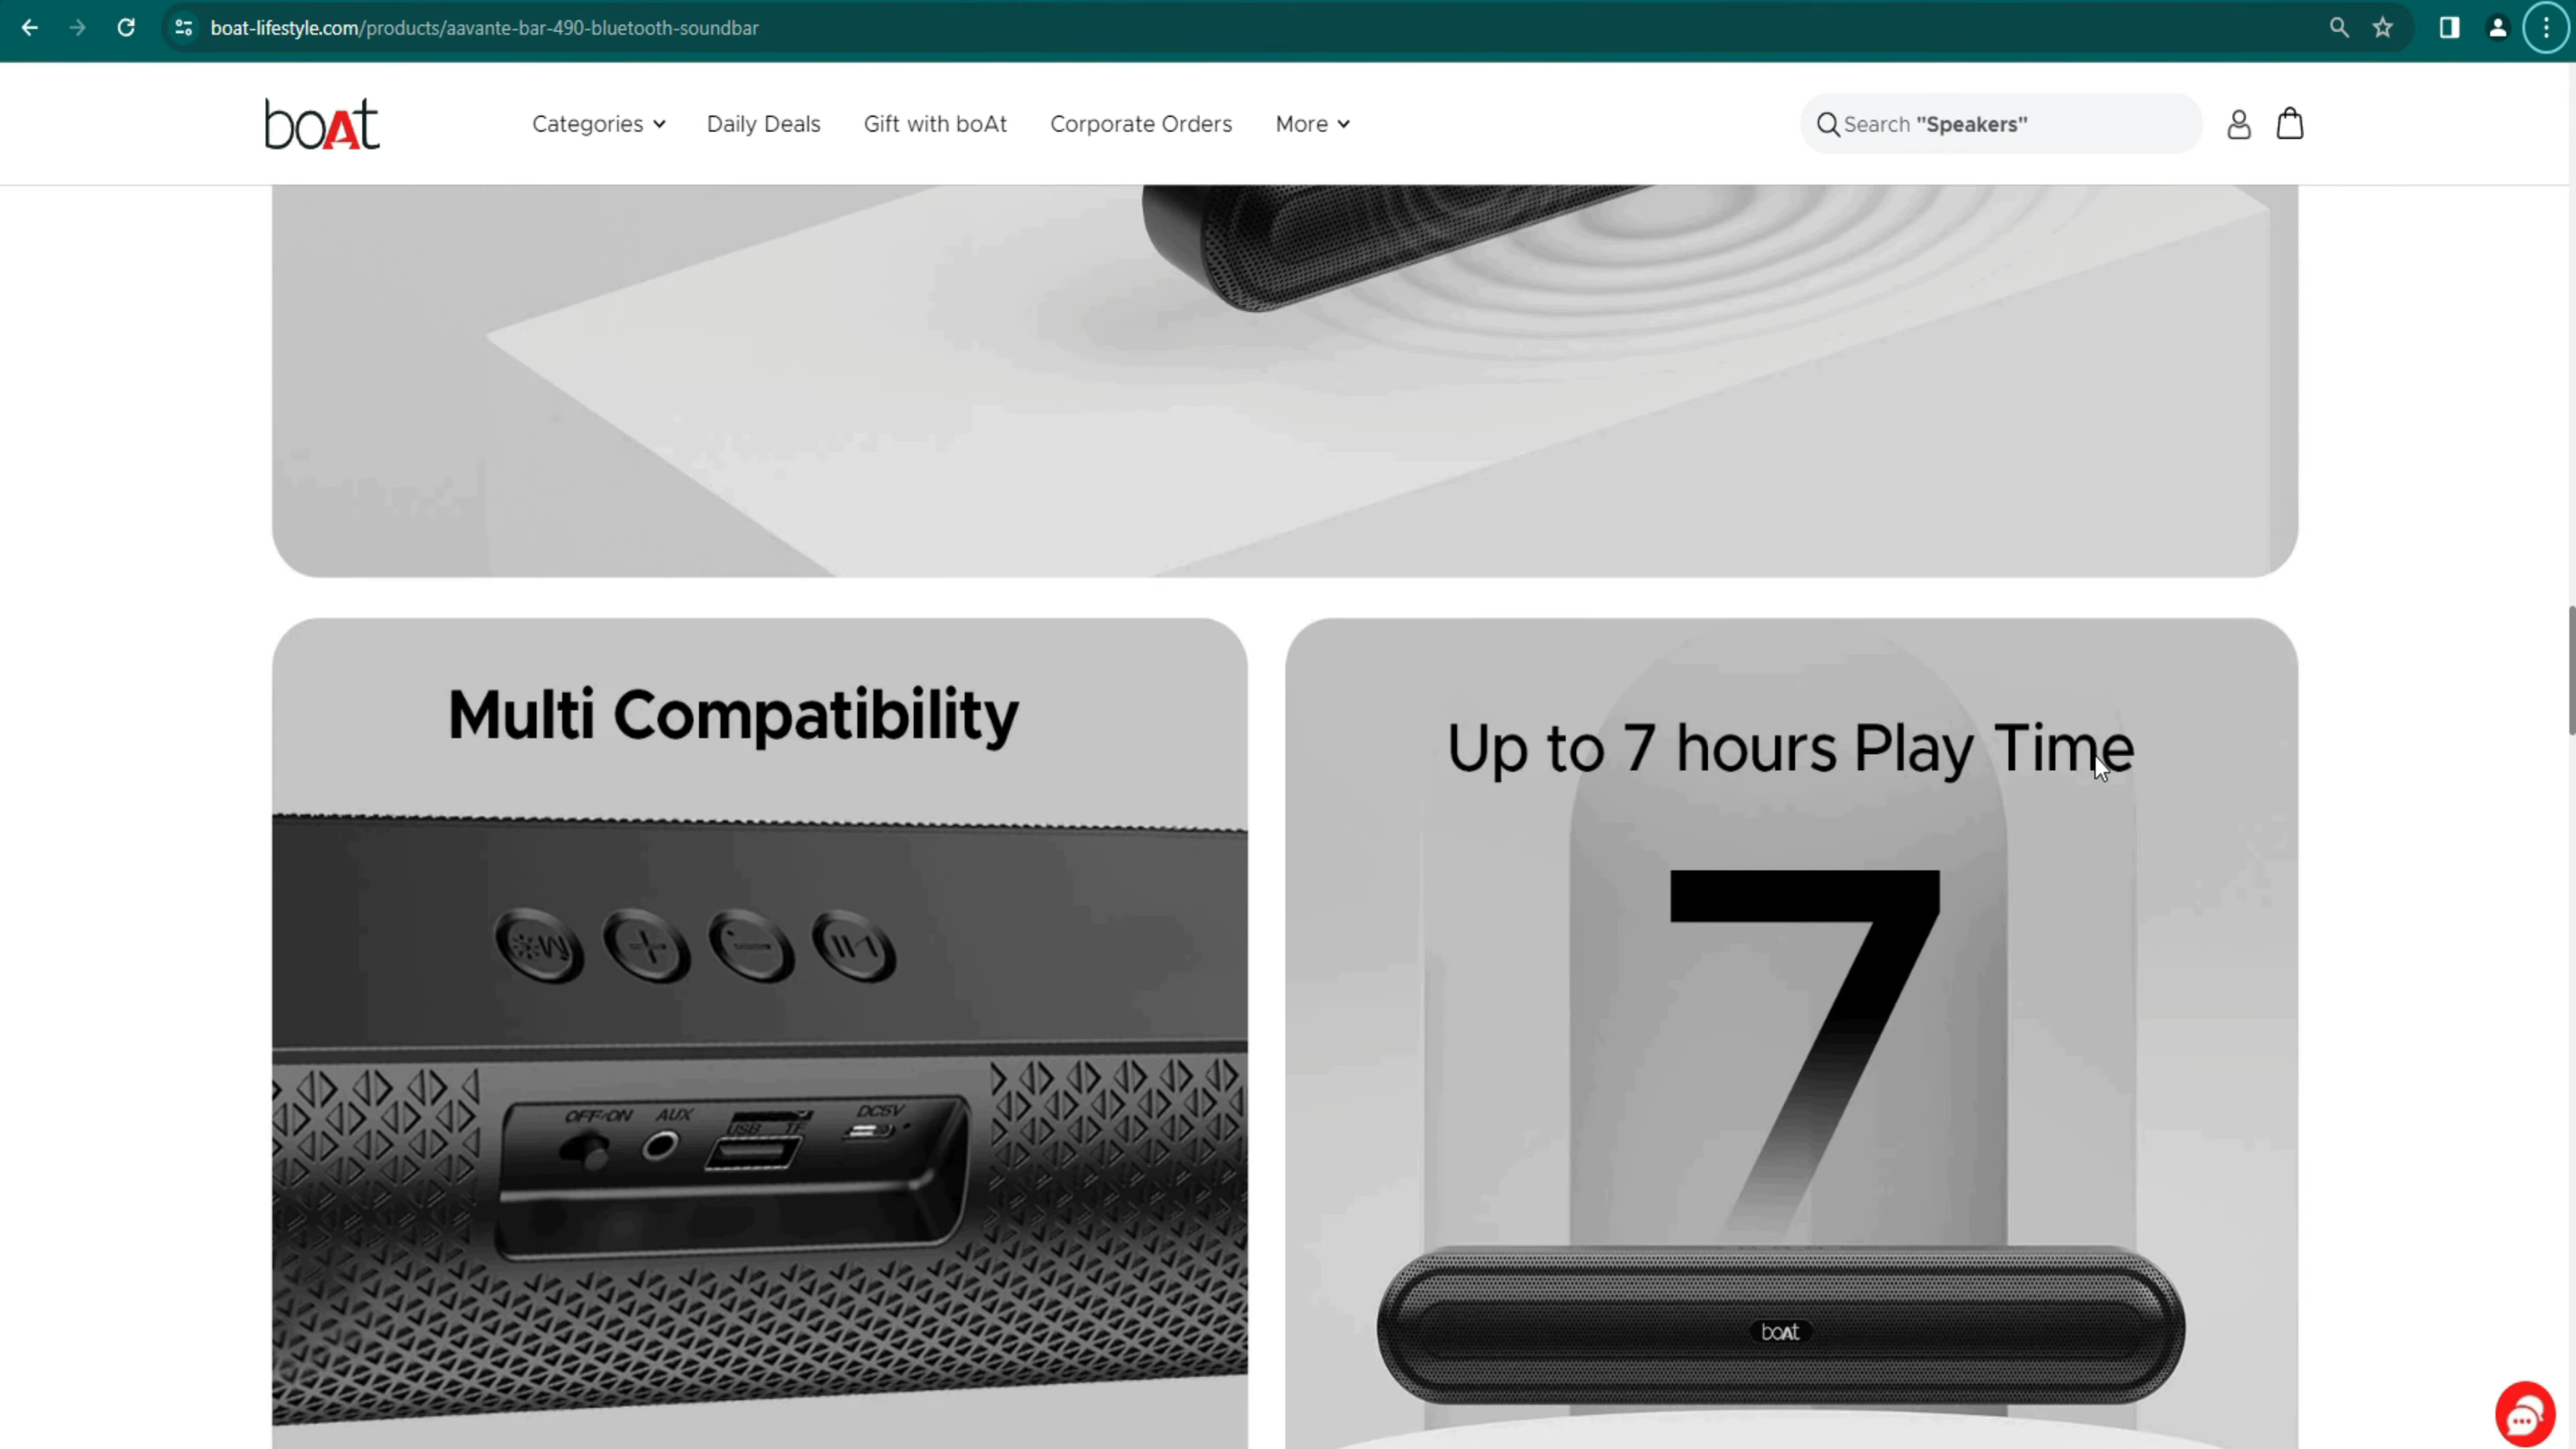 boat-lifestyle.com/products/aavante-bar-490-bluetooth-soundbar
boAt
Categories
Daily Deals
Gift with boAt
Corporate Orders
More
Search "Speakers"
Multi Compatibility
OFF/ON AUX USB TF DC5V
Up to 7 hours Play Time
7
boAt